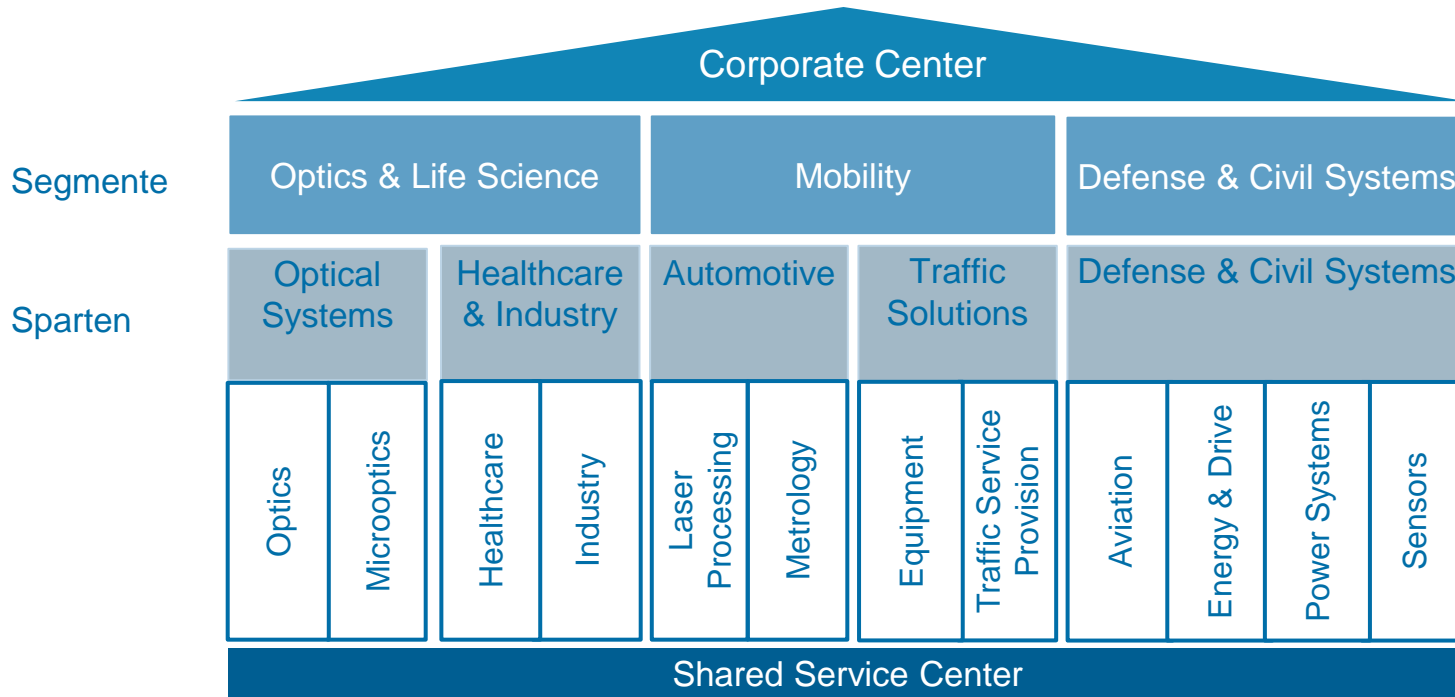 Corporate Center
Segmente
Optics & Life Science
Mobility
Defense & Civil Systems
Sparten
Optical
Systems
Healthcare
& Industry
Automotive
Traffic
Solutions
Defense & Civil Systems
Optics
Microoptics
Healthcare
Industry
Laser
Processing
Metrology
Equipment
Traffic Service
Provision
Aviation
Energy & Drive
Power Systems
Sensors
Shared Service Center